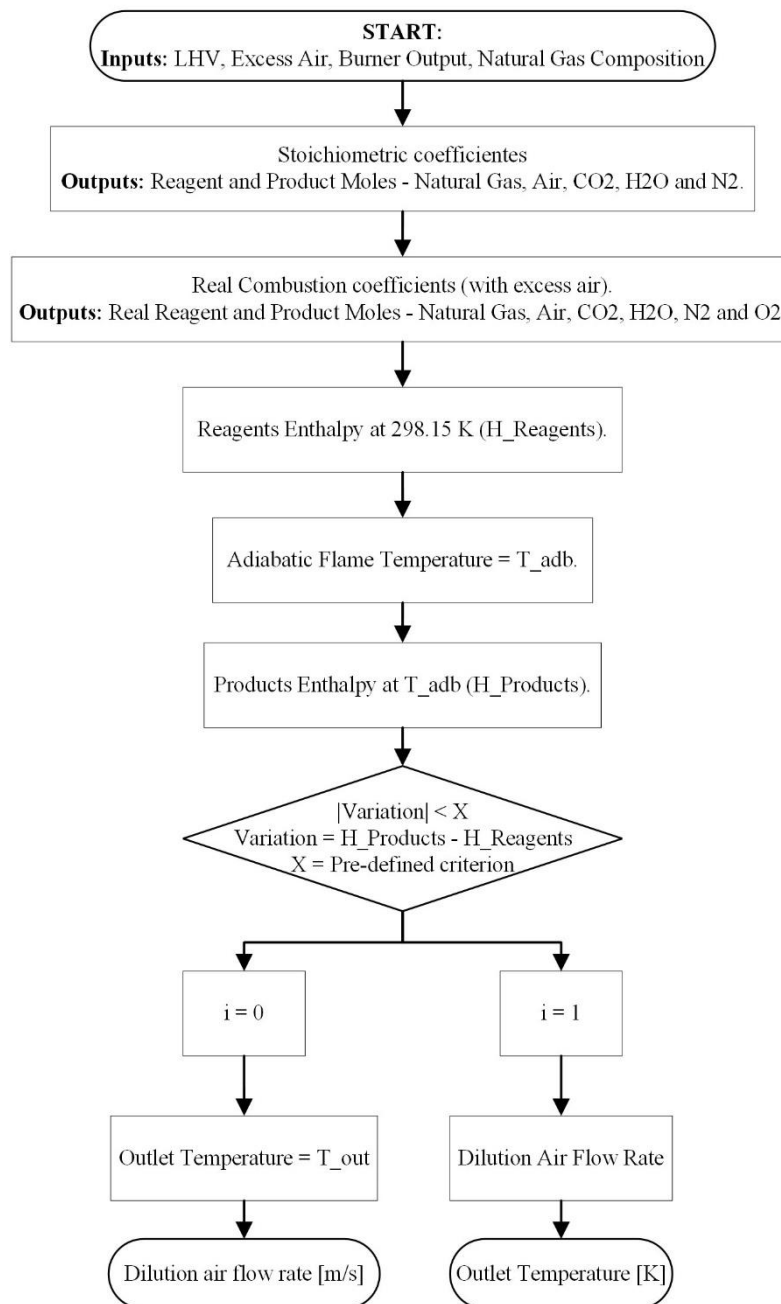 START:
Inputs: LHV, Excess Air, Burner Output, Natural Gas Composition
Stoichiometric coefficientes
Outputs: Reagent and Product Moles - Natural Gas, Air, CO2, H2O and N2.
Real Combustion coefficients (with excess air).
Outputs: Real Reagent and Product Moles - Natural Gas, Air, CO2, H2O, N2 and O2
Reagents Enthalpy at 298.15 K (H_Reagents).
Adiabatic Flame Temperature = T_adb.
Products Enthalpy at T_adb (H_Products).
|Variation| < X
Variation = H_Products - H_Reagents
X = Pre-defined criterion
i = 0
i = 1
Outlet Temperature = T_out
Dilution Air Flow Rate
Dilution air flow rate [m/s]
Outlet Temperature [K]